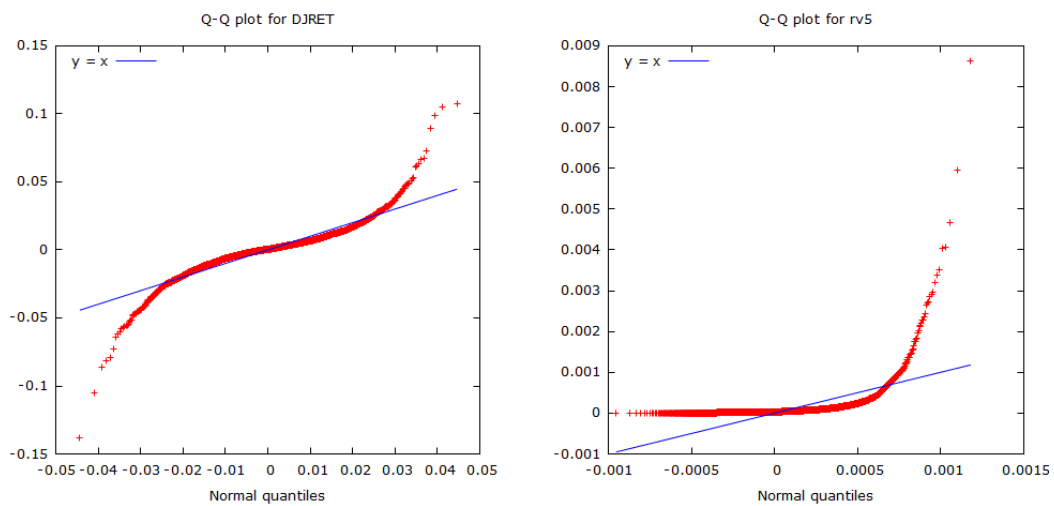 Q-Q plot for DJRET
0.15
y = x
0.1
0.05
0
-0.05
-0.1
-0.15
-0.05 -0.04 -0.03 -0.02 -0.01 0 0.01 0.02 0.03 0.04 0.05
Normal quantiles
Q-Q plot for rv5
0.009
y = x
0.008
0.007
0.006
0.005
0.004
0.003
0.002
0.001
0
-0.001
-0.001 -0.0005 0 0.0005 0.001 0.0015
Normal quantiles